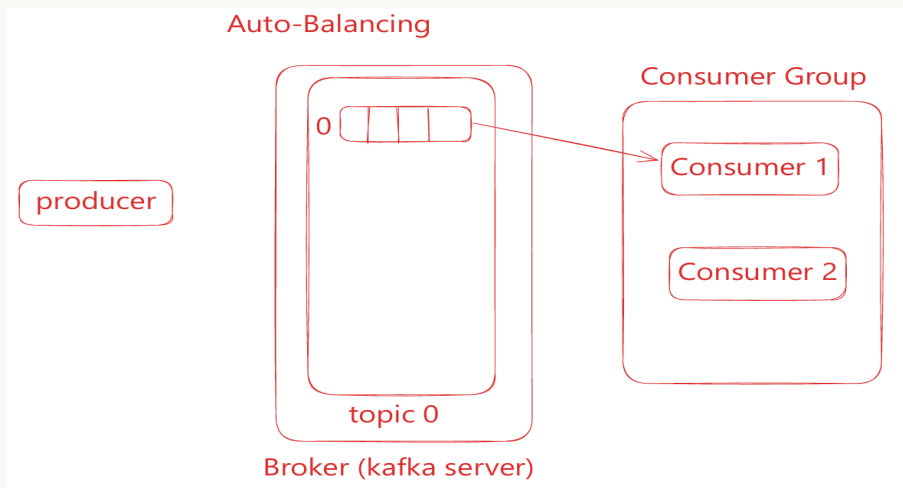 Auto-Balancing
Consumer Group
0
Consumer 1
producer
Consumer 2
topic 0
Broker (kafka server)